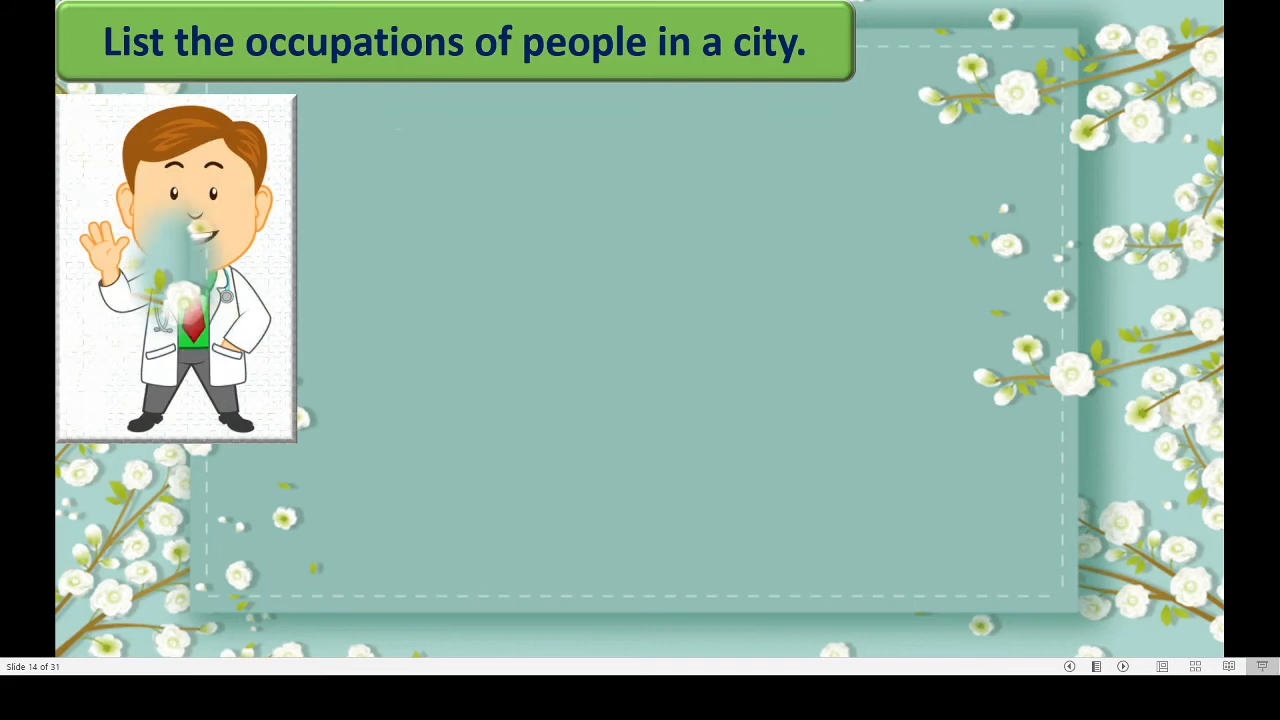 List the occupations of people in a city.
Slide 14 of 31